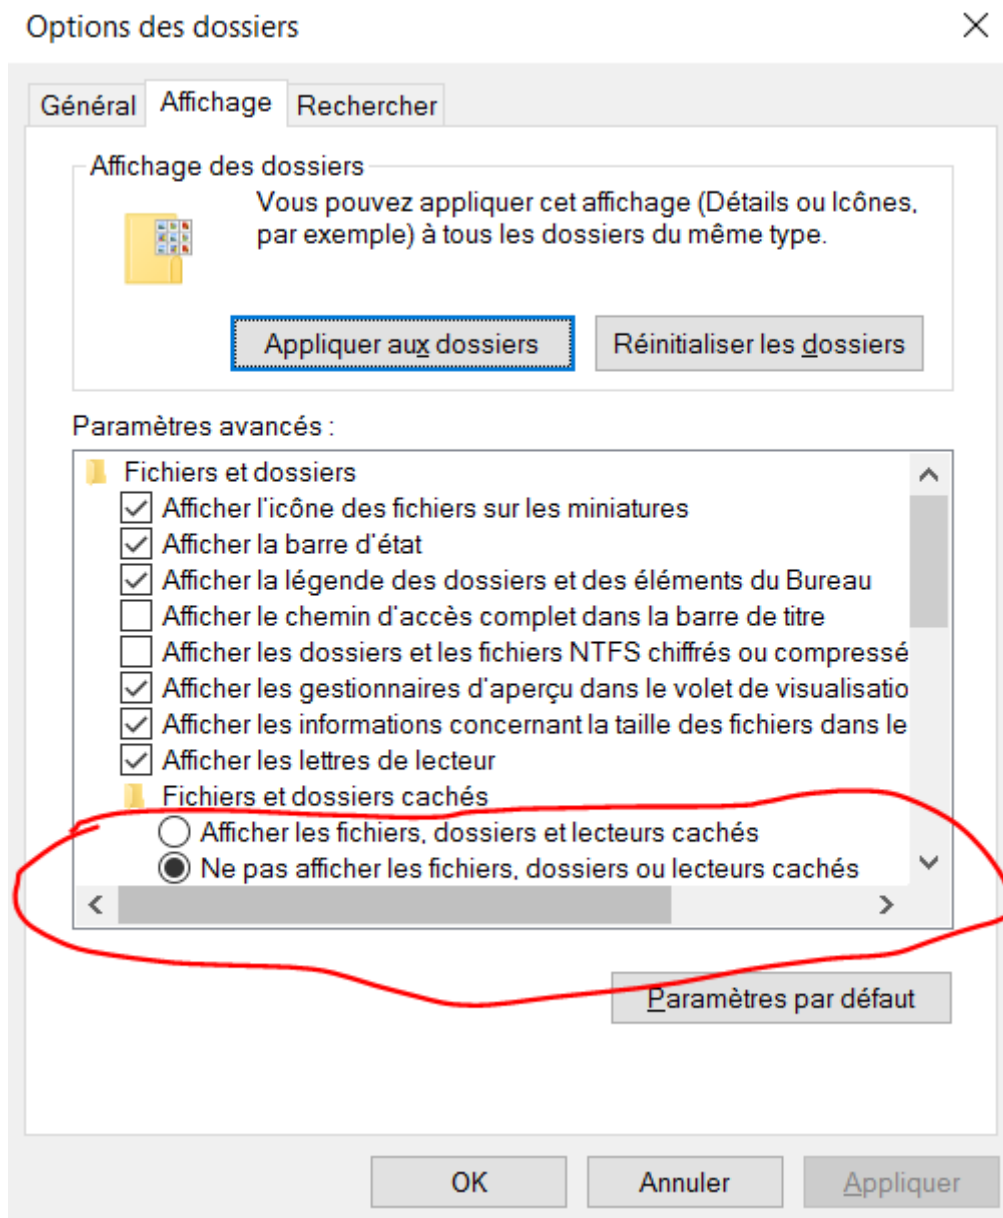 Options des dossiers
Général
Affichage
Rechercher
Affichage des dossiers
Vous pouvez appliquer cet affichage (Détails ou Icônes,
par exemple) à tous les dossiers du même type.
Appliquer aux dossiers
Réinitialiser les dossiers
Paramètres avancés :
Fichiers et dossiers
Afficher l'icône des fichiers sur les miniatures
Afficher la barre d'état
Afficher la légende des dossiers et des éléments du Bureau
Afficher le chemin d'accès complet dans la barre de titre
Afficher les dossiers et les fichiers NTFS chiffrés ou compressé
Afficher les gestionnaires d'aperçu dans le volet de visualisatio
Afficher les informations concernant la taille des fichiers dans le
Afficher les lettres de lecteur
Fichiers et dossiers cachés
Afficher les fichiers, dossiers et lecteurs cachés
Ne pas afficher les fichiers, dossiers ou lecteurs cachés
Paramètres par défaut
OK
Annuler
Appliquer